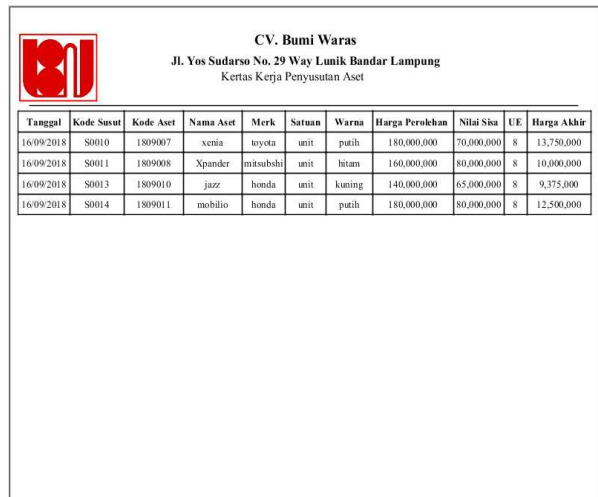 CV. Bumi Waras
Jl. Yos Sudarso No. 29 Way Lunik Bandar Lampung
Kertas Kerja Penyusutan Aset
Tanggal Kode Susut Kode Aset Nama Aset Merk Satuan Warna Harga Perolehan Nilai Sisa UE Harga Akhir
16/09/2018 S0010 1809007 xenia toyota unit putih 180,000,000 70,000,000 8 13,750,000
16/09/2018 S0011 1809008 Xpander mitsubshi unit hitam 160,000,000 80,000,000 8 10,000,000
16/09/2018 S0013 1809010 jazz honda unit kuning 140,000,000 65,000,000 8 9,375,000
16/09/2018 S0014 1809011 mobilio honda unit putih 180,000,000 80,000,000 8 12,500,000